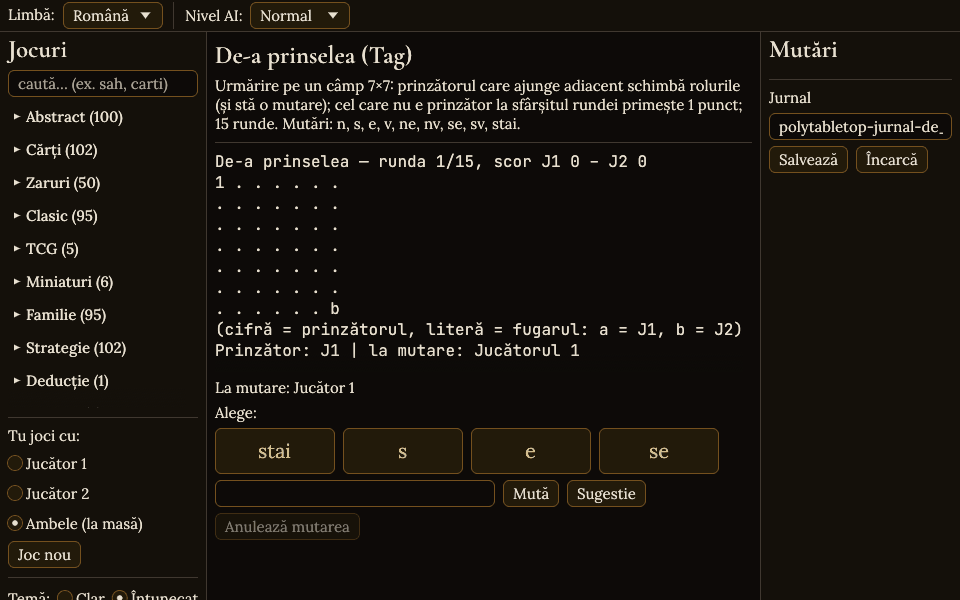 Limbă: Română ▼ Nivel AI: Normal ▼
Jocuri
caută... (ex. sah, carti)
▸ Abstract (100)
▸ Cărți (102)
▸ Zaruri (50)
▸ Clasic (95)
▸ TCG (5)
▸ Miniaturi (6)
▸ Familie (95)
▸ Strategie (102)
▸ Deducție (1)
Tu joci cu:
Jucător 1
Jucător 2
Ambele (la masă)
Joc nou
Temă: Clar Întunecat
De-a prinselea (Tag)
Urmărire pe un câmp 7×7: prinzătorul care ajunge adiacent schimbă rolurile
(și stă o mutare); cel care nu e prinzător la sfârșitul rundei primește 1 punct;
15 runde. Mutări: n, s, e, v, ne, nv, se, sv, stai.
De-a prinselea — runda 1/15, scor J1 0 – J2 0
1 . . . . . .
. . . . . . .
. . . . . . .
. . . . . . .
. . . . . . .
. . . . . . .
. . . . . . b
(cifră = prinzătorul, literă = fugarul: a = J1, b = J2)
Prinzător: J1 | la mutare: Jucătorul 1
La mutare: Jucător 1
Alege:
stai s e se
Mută Sugestie
Anulează mutarea
Mutări
Jurnal
polytabletop-jurnal-de_
Salvează Încarcă